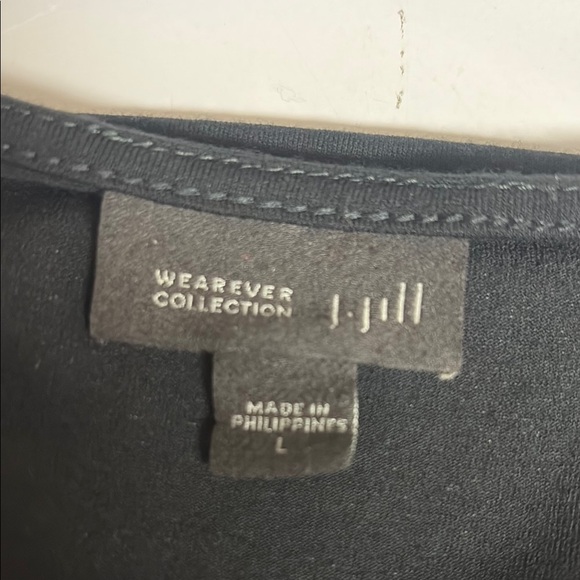 WEAREVER
COLLECTION
J.Jill
MADE IN
PHILIPPINES
L